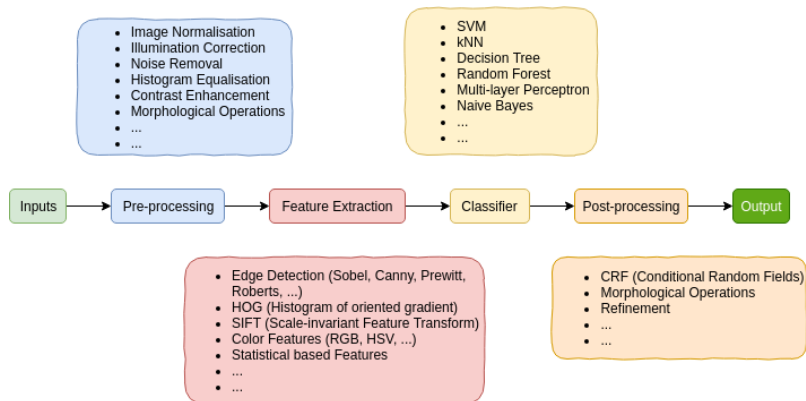 • Image Normalisation
• Illumination Correction
• Noise Removal
• Histogram Equalisation
• Contrast Enhancement
• Morphological Operations
• ...
• ...
• SVM
• kNN
• Decision Tree
• Random Forest
• Multi-layer Perceptron
• Naive Bayes
• ...
• ...
Inputs
Pre-processing
Feature Extraction
Classifier
Post-processing
Output
• Edge Detection (Sobel, Canny, Prewitt,
Roberts, ...)
• HOG (Histogram of oriented gradient)
• SIFT (Scale-invariant Feature Transform)
• Color Features (RGB, HSV, ...)
• Statistical based Features
• ...
• ...
• CRF (Conditional Random Fields)
• Morphological Operations
• Refinement
• ...
• ...